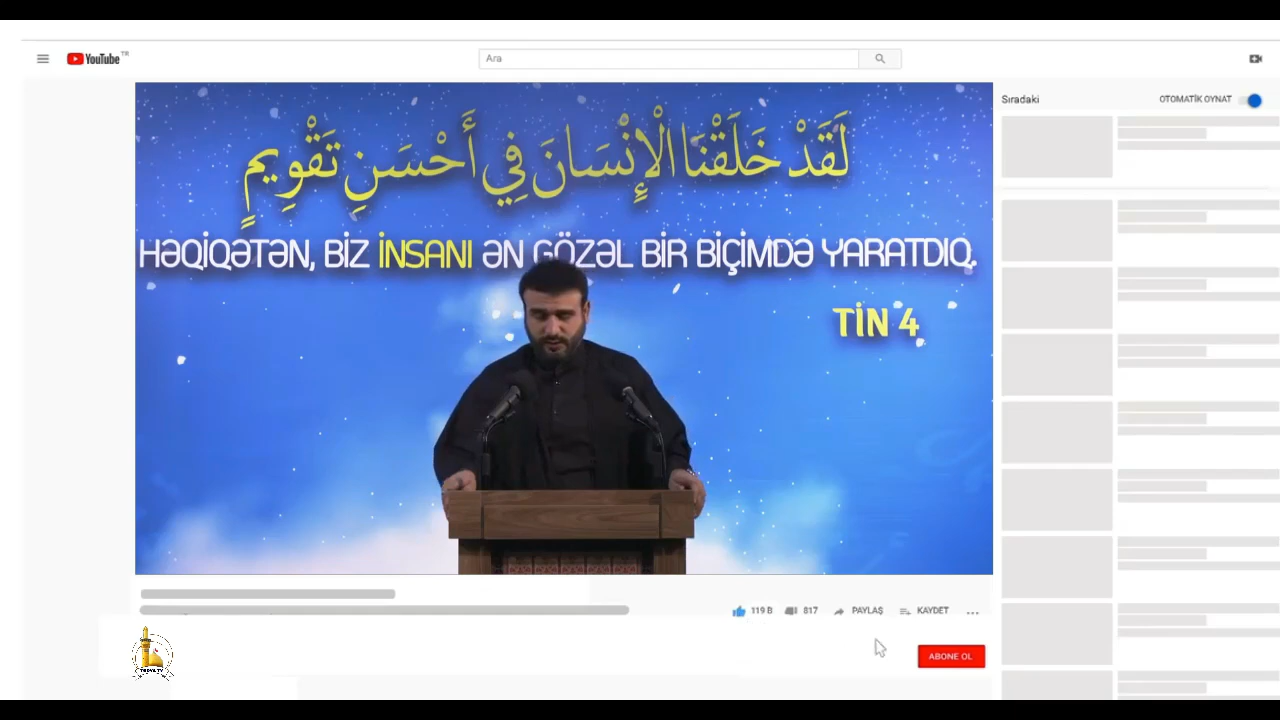 YouTube TR
Ara
لَقَدْ خَلَقْنَا الْإِنْسَانَ فِي أَحْسَنِ تَقْوِيمٍ
HƏQİQƏTƏN, BİZ İNSANI ƏN GÖZƏL BİR BİÇİMDƏ YARATDIQ.
TİN 4
Sıradaki
OTOMATİK OYNAT
119 B
817
PAYLAŞ
KAYDET
ABONE OL